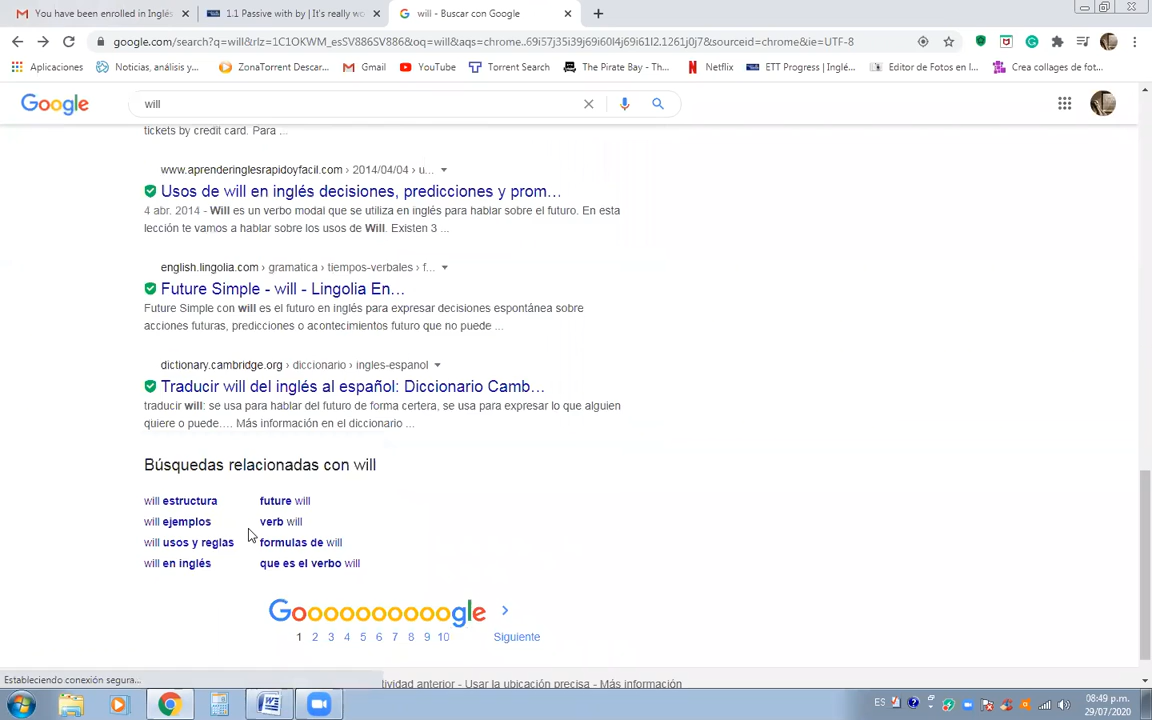 You have been enrolled in Inglés
1.1 Passive with by | It's really wo
will - Buscar con Google
google.com/search?q=will&rlz=1C1OKWM_esSV886SV886&oq=will&aqs=chrome..69i57j35i39j69i60l4j69i61l2.1261j0j7&sourceid=chrome&ie=UTF-8
Aplicaciones
Noticias, análisis y...
ZonaTorrent Descar...
Gmail
YouTube
Torrent Search
The Pirate Bay - Th...
Netflix
ETT Progress | Inglé...
Editor de Fotos en l...
Crea collages de fot...
Google
will
tickets by credit card. Para ...
www.aprenderinglesrapidoyfacil.com › 2014/04/04 › u...
Usos de will en inglés decisiones, predicciones y prom…
4 abr. 2014 - Will es un verbo modal que se utiliza en inglés para hablar sobre el futuro. En esta
lección te vamos a hablar sobre los usos de Will. Existen 3 ...
english.lingolia.com › gramatica › tiempos-verbales › f...
Future Simple - will - Lingolia En…
Future Simple con will es el futuro en inglés para expresar decisiones espontánea sobre
acciones futuras, predicciones o acontecimientos futuro que no puede ...
dictionary.cambridge.org › diccionario › ingles-espanol
Traducir will del inglés al español: Diccionario Camb…
traducir will: se usa para hablar del futuro de forma certera, se usa para expresar lo que alguien
quiere o puede…. Más información en el diccionario ...
Búsquedas relacionadas con will
will estructura
future will
will ejemplos
verb will
will usos y reglas
formulas de will
will en inglés
que es el verbo will
Goooooooooogle
1 2 3 4 5 6 7 8 9 10 Siguiente
Estableciendo conexión segura...
tividad anterior - Usar la ubicación precisa - Más información
ES
08:49 p.m.
29/07/2020